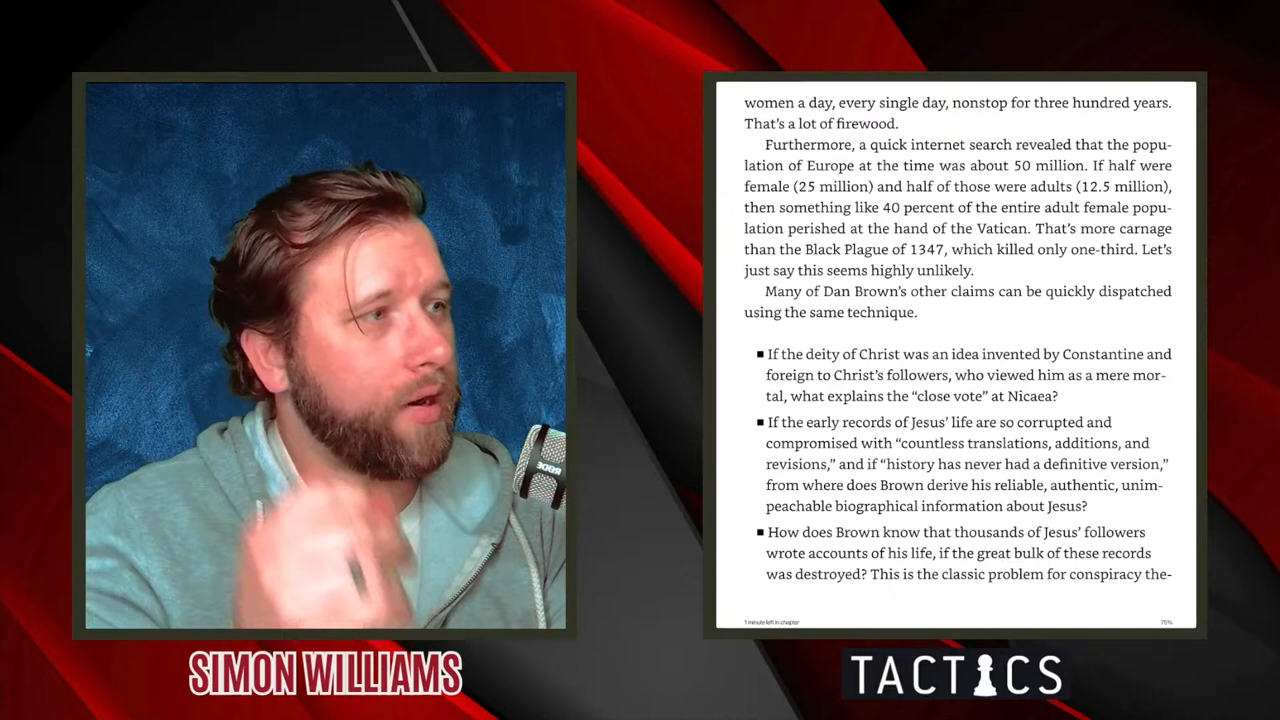 women a day, every single day, nonstop for three hundred years.
That's a lot of firewood.
Furthermore, a quick internet search revealed that the popu-
lation of Europe at the time was about 50 million. If half were
female (25 million) and half of those were adults (12.5 million),
then something like 40 percent of the entire adult female popu-
lation perished at the hand of the Vatican. That's more carnage
than the Black Plague of 1347, which killed only one-third. Let's
just say this seems highly unlikely.
Many of Dan Brown's other claims can be quickly dispatched
using the same technique.
■ If the deity of Christ was an idea invented by Constantine and
foreign to Christ's followers, who viewed him as a mere mor-
tal, what explains the “close vote” at Nicaea?
■ If the early records of Jesus' life are so corrupted and
compromised with “countless translations, additions, and
revisions,” and if “history has never had a definitive version,”
from where does Brown derive his reliable, authentic, unim-
peachable biographical information about Jesus?
■ How does Brown know that thousands of Jesus' followers
wrote accounts of his life, if the great bulk of these records
was destroyed? This is the classic problem for conspiracy the-
1 minute left in chapter
75%
RODE
SIMON WILLIAMS
TACTICS